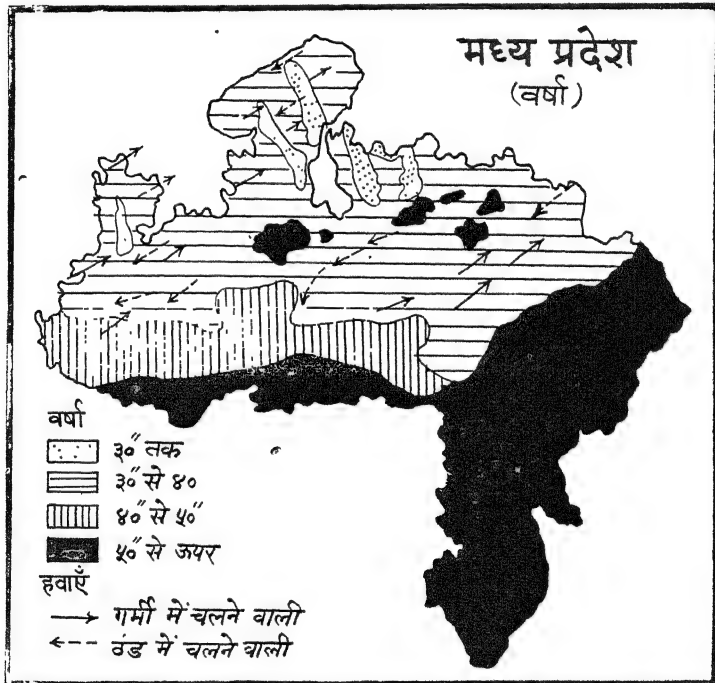 मध्य प्रदेश
(वर्षा)
वर्षा
३०" तक
३०" से ४०
४०" से ५०"
५०" से ऊपर
हवाएँ
गर्मी में चलने वाली
ठंड में चलने वाली